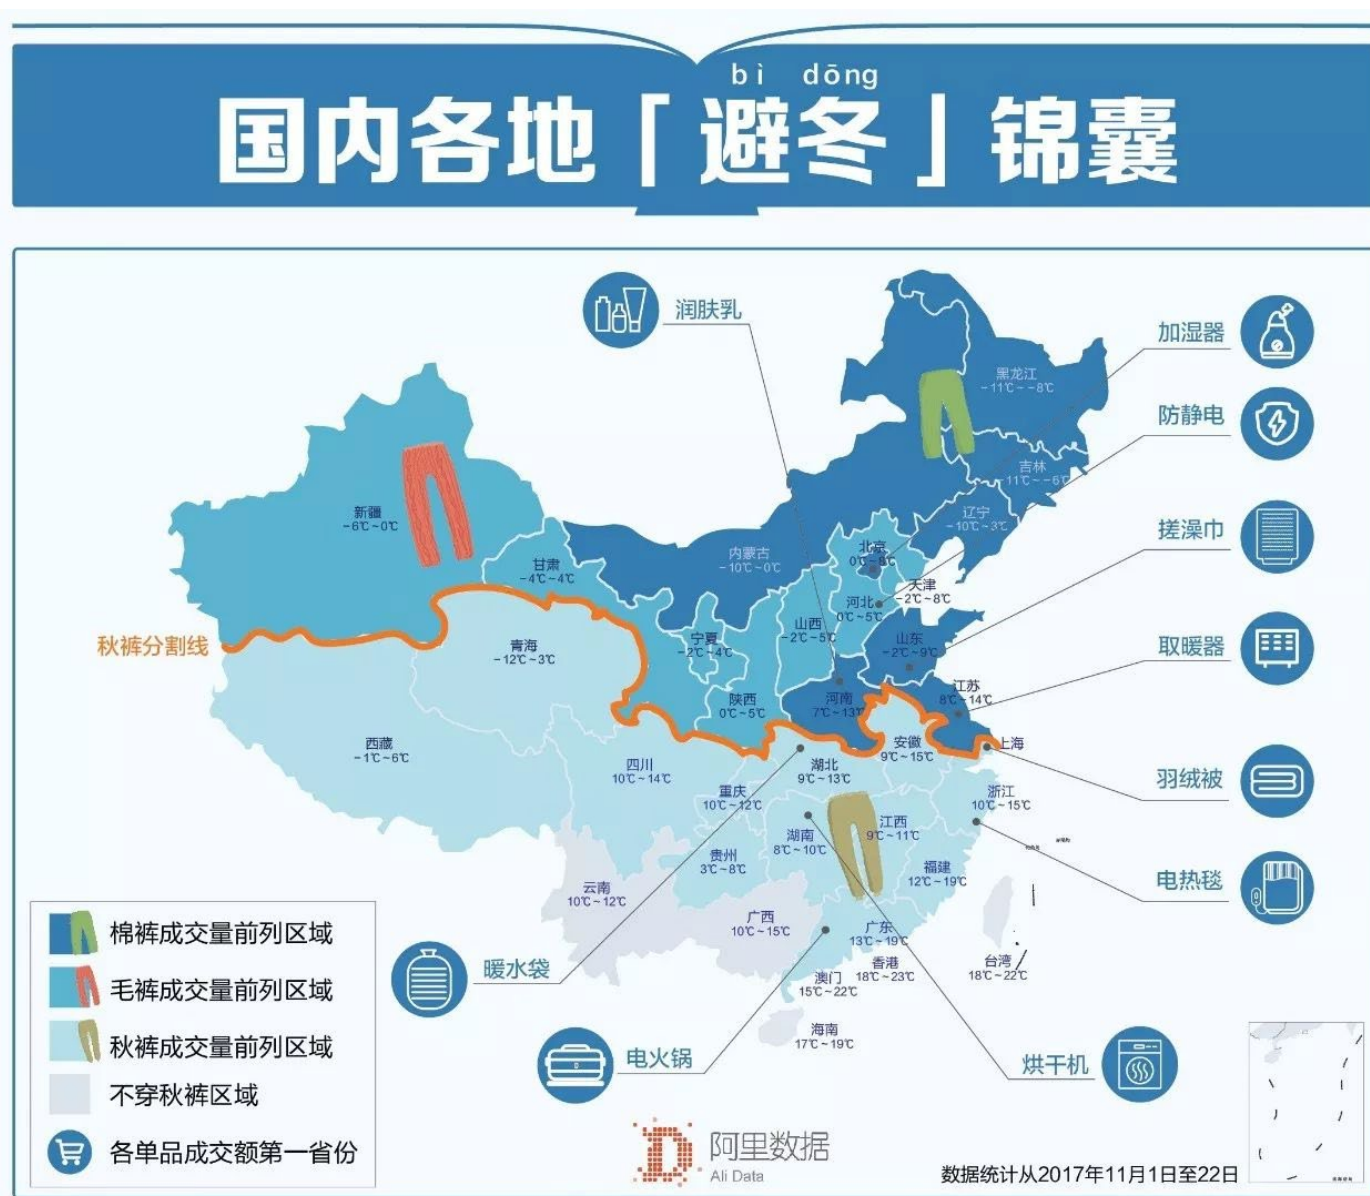 bì dōng
国内各地「避冬」锦囊
润肤乳
加湿器
防静电
搓澡巾
取暖器
羽绒被
电热毯
烘干机
电火锅
暖水袋
秋裤分割线
黑龙江
-11℃~-8℃
吉林
-11℃~-6℃
辽宁
-10℃~3℃
内蒙古
-10℃~0℃
新疆
-6℃~0℃
甘肃
-4℃~4℃
北京
0℃~8℃
天津
-2℃~8℃
河北
0℃~5℃
山西
-2℃~5℃
宁夏
-2℃~4℃
山东
-2℃~9℃
青海
-12℃~3℃
陕西
0℃~5℃
河南
7℃~13℃
江苏
8℃~14℃
安徽
9℃~15℃
上海
西藏
-1℃~6℃
四川
10℃~14℃
湖北
9℃~13℃
重庆
10℃~12℃
浙江
10℃~15℃
湖南
8℃~10℃
江西
9℃~11℃
贵州
3℃~8℃
福建
12℃~19℃
云南
10℃~12℃
广西
10℃~15℃
广东
13℃~19℃
香港
18℃~23℃
澳门
15℃~22℃
台湾
18℃~22℃
海南
17℃~19℃
棉裤成交量前列区域
毛裤成交量前列区域
秋裤成交量前列区域
不穿秋裤区域
各单品成交额第一省份
阿里数据
Ali Data
数据统计从2017年11月1日至22日